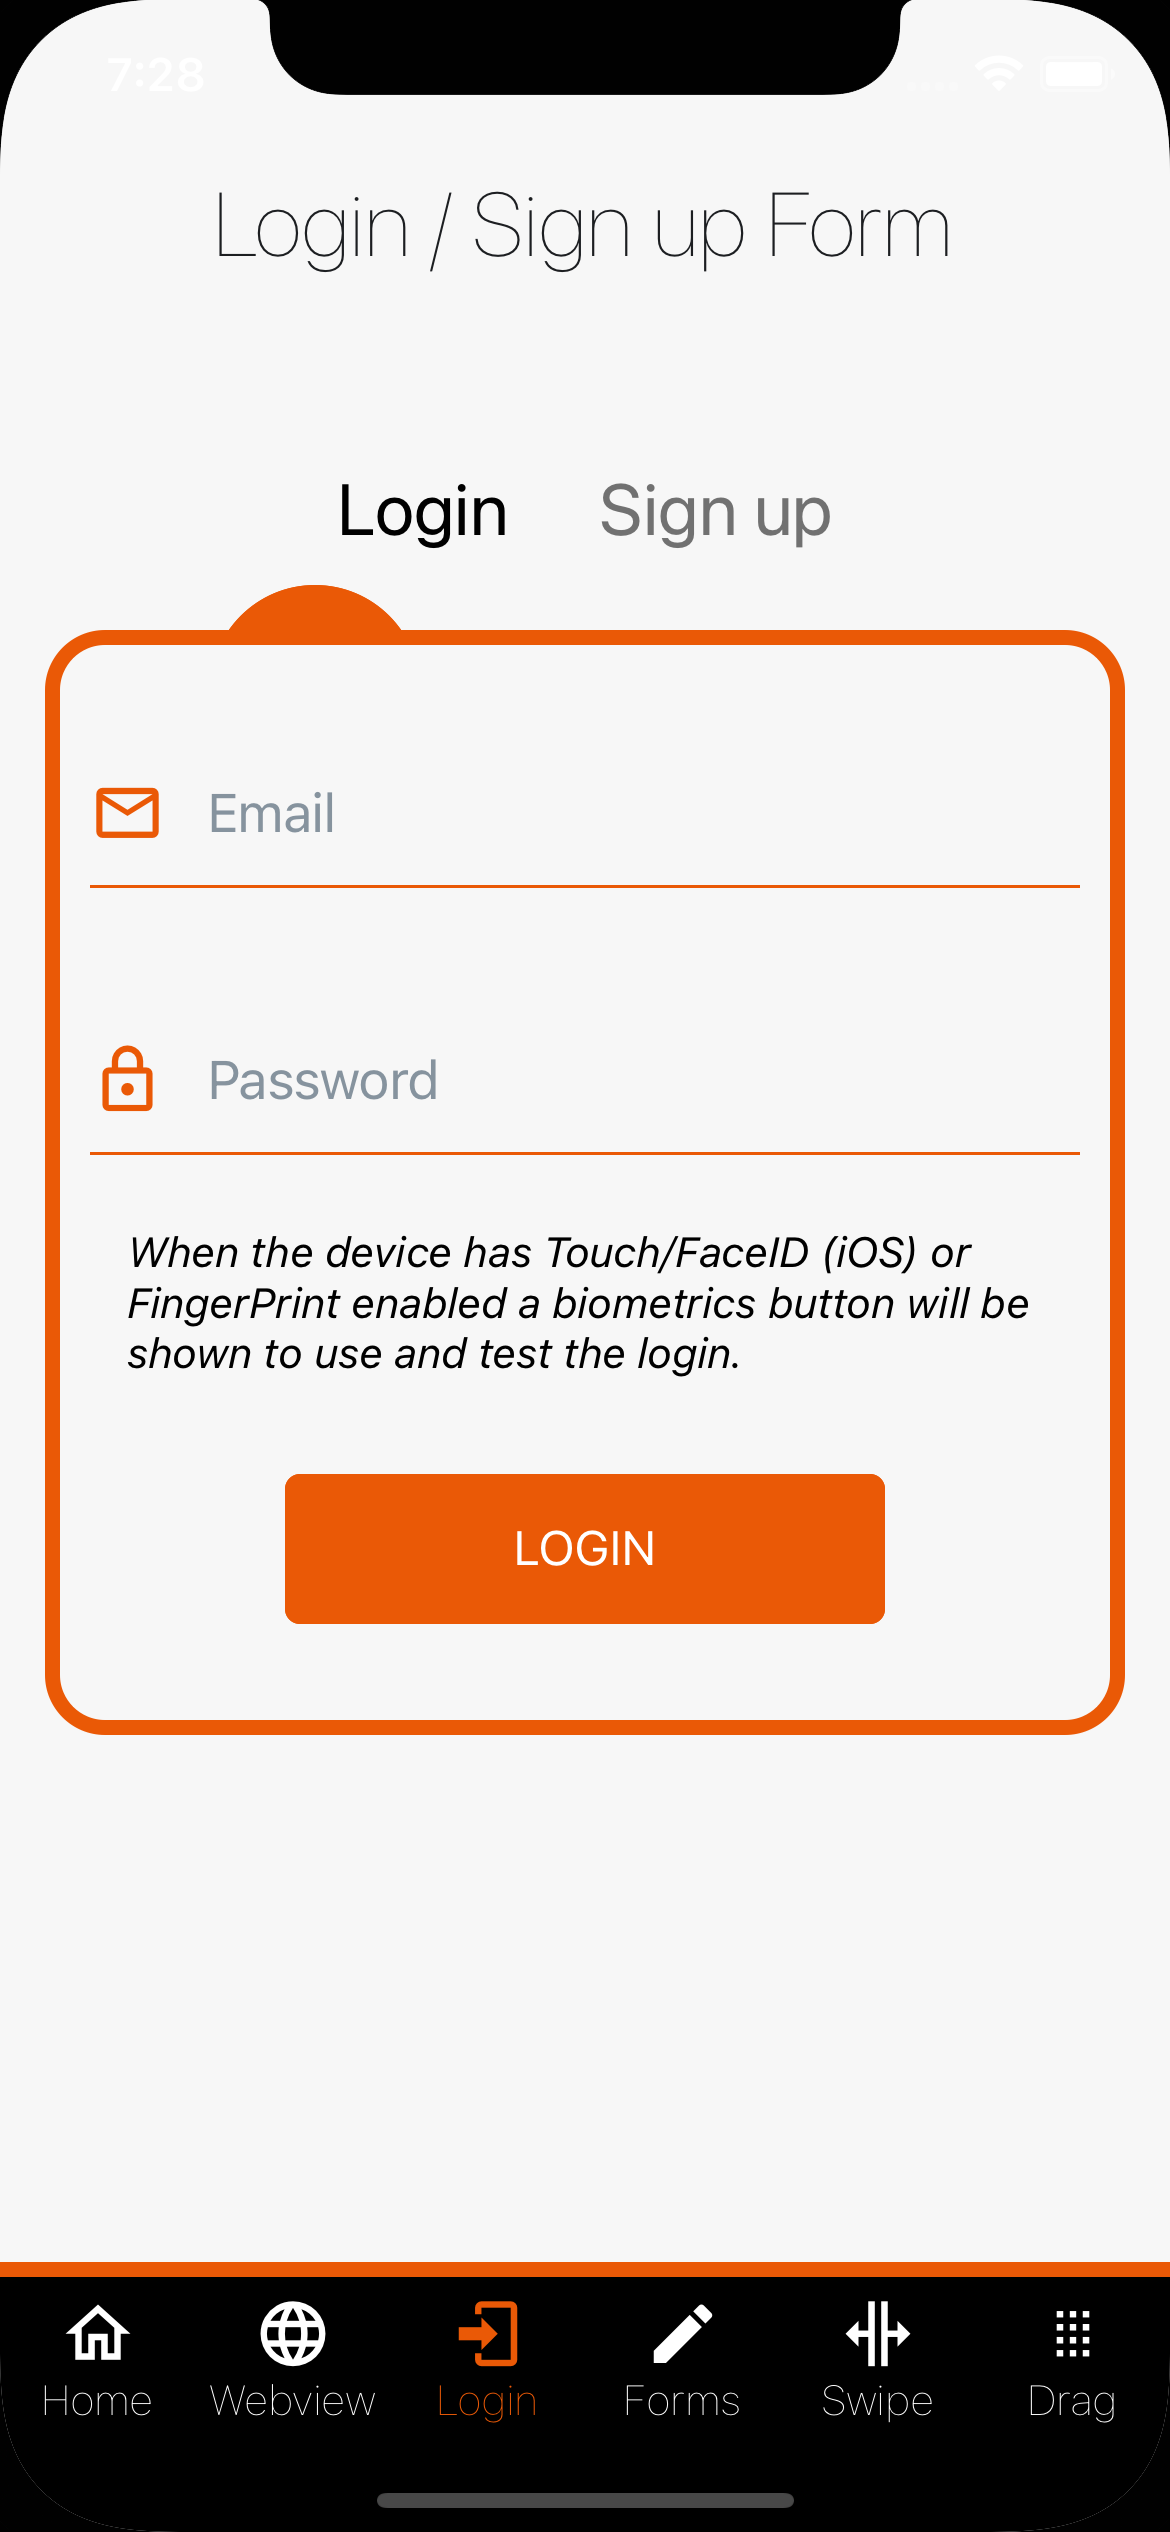 7:28
Login / Sign up Form
Login Sign up
Email
Password
When the device has Touch/FaceID (iOS) or
FingerPrint enabled a biometrics button will be
shown to use and test the login.
LOGIN
Home Webview Login Forms Swipe Drag